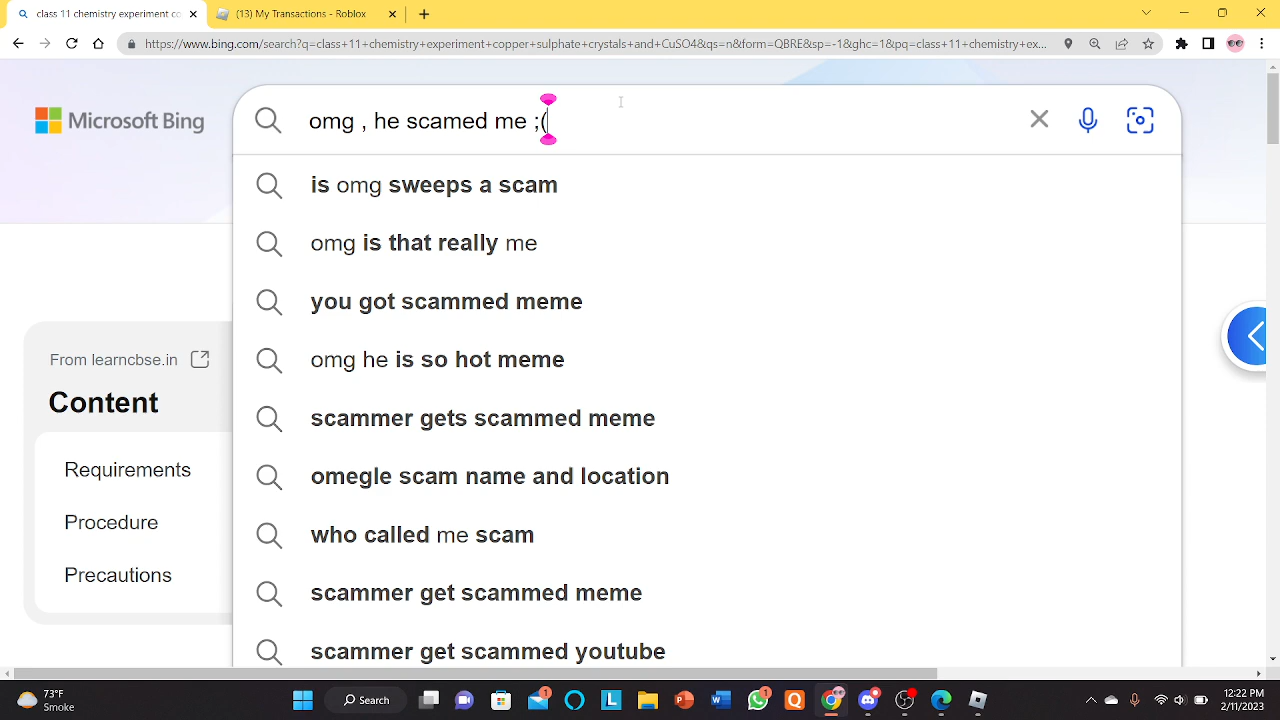 class 11 chemistry experiment co
(13) My Transactions - Roblox
https://www.bing.com/search?q=class+11+chemistry+experiment+copper+sulphate+crystals+and+CuSO4&qs=n&form=QBRE&sp=-1&ghc=1&pq=class+11+chemistry+ex...
Microsoft Bing
omg , he scamed me ;(
is omg sweeps a scam
omg is that really me
you got scammed meme
omg he is so hot meme
scammer gets scammed meme
omegle scam name and location
who called me scam
scammer get scammed meme
scammer get scammed youtube
From learncbse.in
Content
Requirements
Procedure
Precautions
73°F
Smoke
Search
1
L
1
Q
12:22 PM
2/11/2023